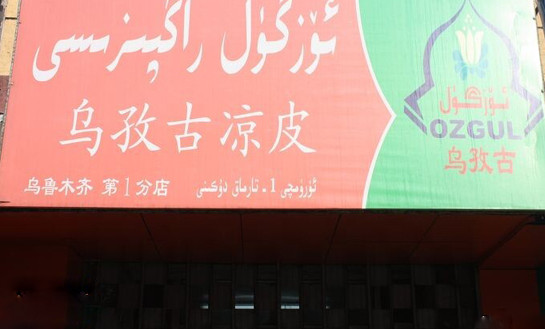 ئۆزگۈل راڭپىزىسى
乌孜古凉皮
乌鲁木齐 第1分店
ئۈرۈمچى 1 - تارماق دۇكىنى
ئۆزگۈل
OZGUL
乌孜古